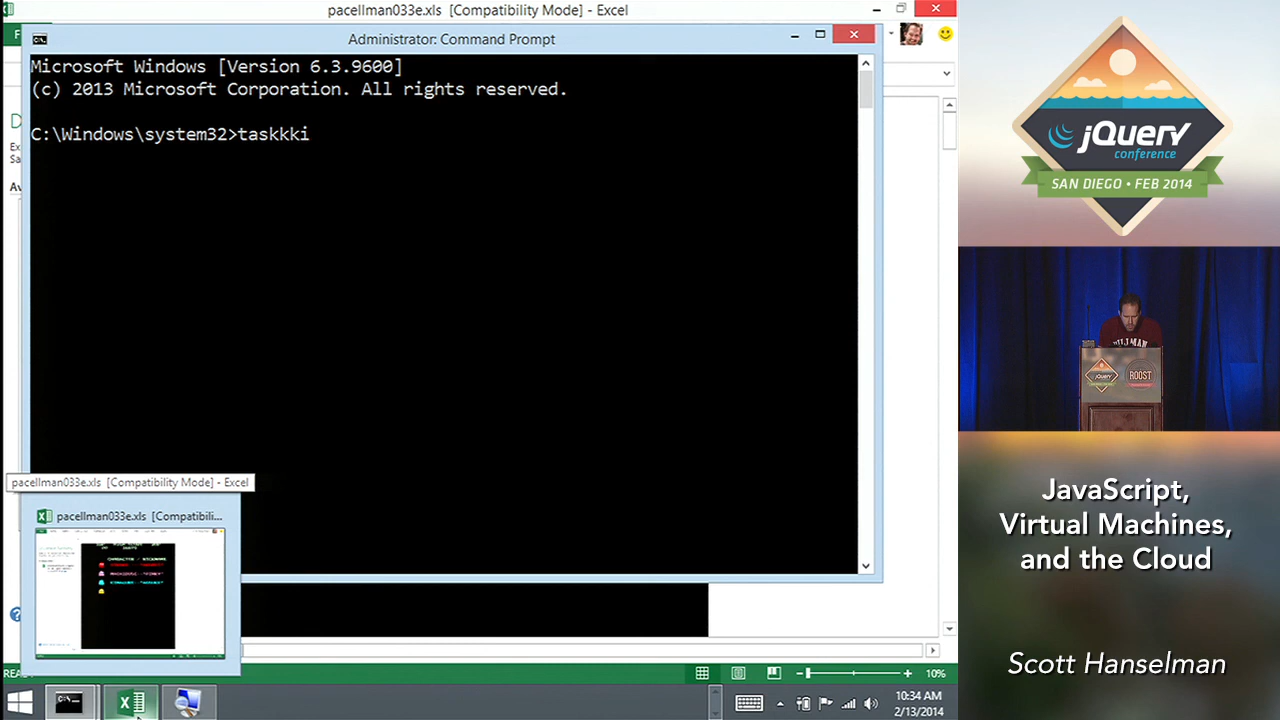 pacellman033e.xls [Compatibility Mode] - Excel
Administrator: Command Prompt
Microsoft Windows [Version 6.3.9600]
(c) 2013 Microsoft Corporation. All rights reserved.
C:\Windows\system32>taskkki
pacellman033e.xls [Compatibility Mode] - Excel
pacellman033e.xls [Compatibili...
10%
10:34 AM
2/13/2014
jQuery
conference
SAN DIEGO • FEB 2014
jQuery
ROOST
JavaScript,
Virtual Machines,
and the Cloud
Scott Hanselman